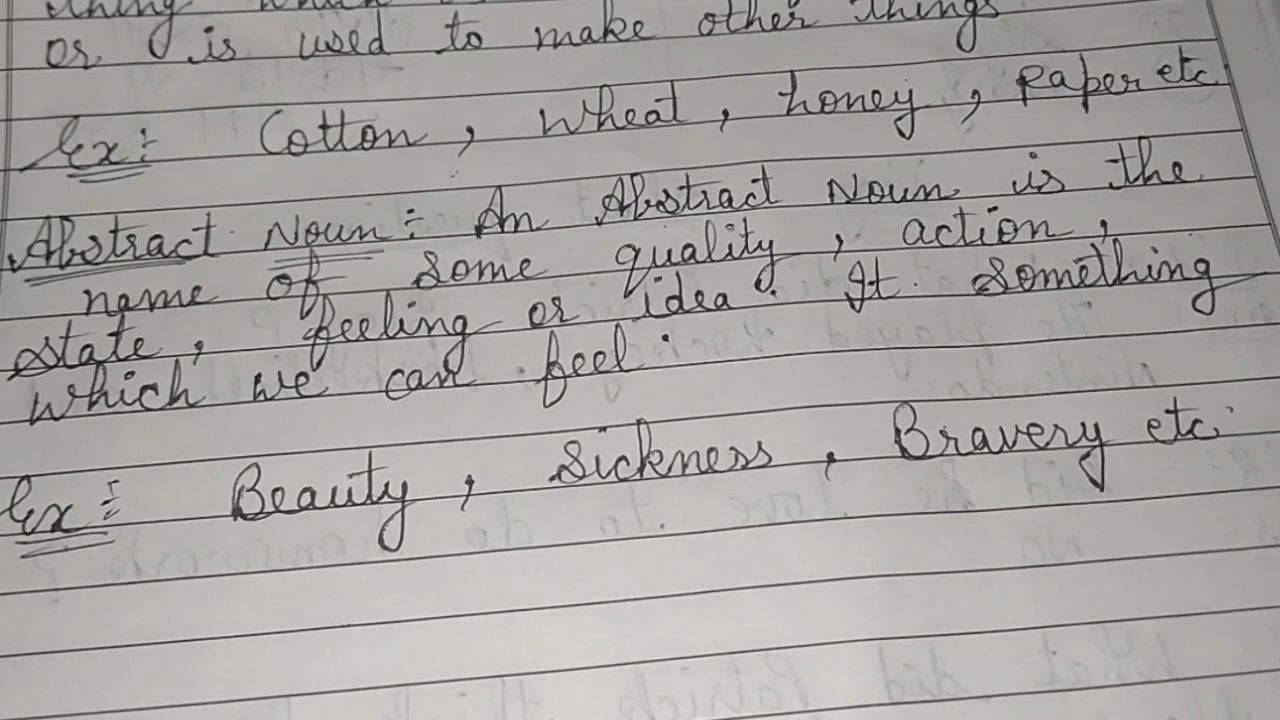 thing which
or is used to make other things
Ex:- Cotton, Wheat, honey, Paper etc
Abstract Noun:- An Abstract Noun is the
name of some quality, action,
state, feeling or idea. It something
which we can feel.
Ex:- Beauty, Sickness, Bravery etc.